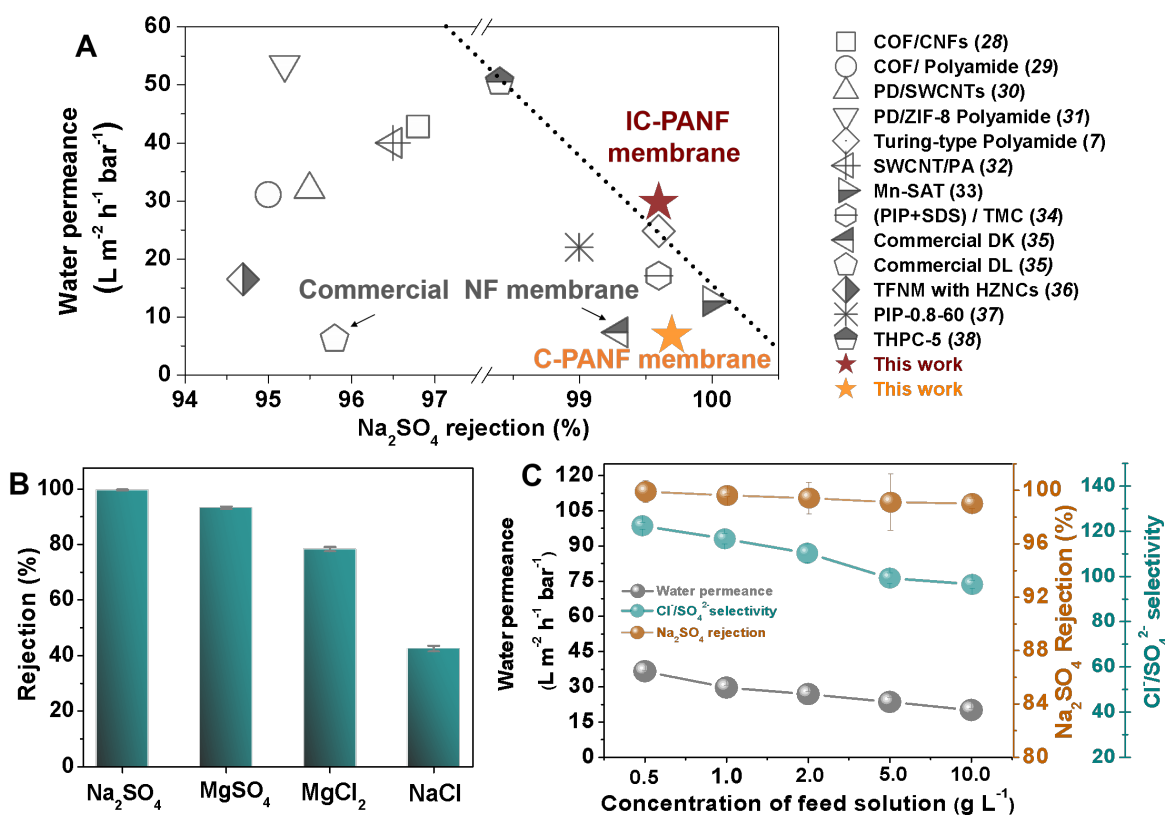 A
Water permeance
(L m⁻² h⁻¹ bar⁻¹)
60
50
40
30
20
10
0
94
95
96
97
99
100
Na₂SO₄ rejection (%)
IC-PANF
membrane
Commercial NF membrane
C-PANF membrane
COF/CNFs (28)
COF/ Polyamide (29)
PD/SWCNTs (30)
PD/ZIF-8 Polyamide (31)
Turing-type Polyamide (7)
SWCNT/PA (32)
Mn-SAT (33)
(PIP+SDS) / TMC (34)
Commercial DK (35)
Commercial DL (35)
TFNM with HZNCs (36)
PIP-0.8-60 (37)
THPC-5 (38)
This work
This work
B
Rejection (%)
100
80
60
40
20
0
Na₂SO₄
MgSO₄
MgCl₂
NaCl
C
Water permeance
(L m⁻² h⁻¹ bar⁻¹)
120
105
90
75
60
45
30
15
0
Water permeance
Cl⁻/SO₄²⁻ selectivity
Na₂SO₄ rejection
0.5
1.0
2.0
5.0
10.0
Concentration of feed solution (g L⁻¹)
100
96
92
88
84
80
Na₂SO₄ Rejection (%)
140
120
100
80
60
40
20
Cl⁻/SO₄²⁻ selectivity